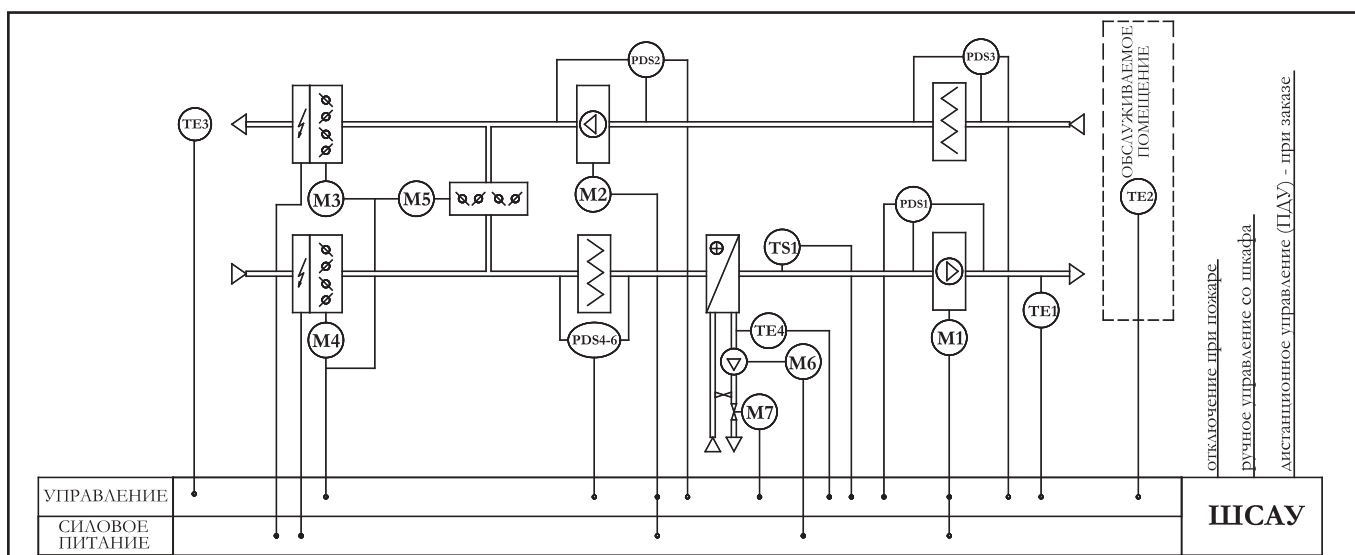 PDS2
PDS3
TE3
ОБСЛУЖИВАЕМОЕ
ПОМЕЩЕНИЕ
M3
M5
M2
PDS1
TE2
TS1
TE1
M4
PDS4-6
TE4
M6
M1
M7
отключение при пожаре
ручное управление со шкафа
дистанционное управление (ПДУ) - при заказе
УПРАВЛЕНИЕ
СИЛОВОЕ
ПИТАНИЕ
ШСАУ